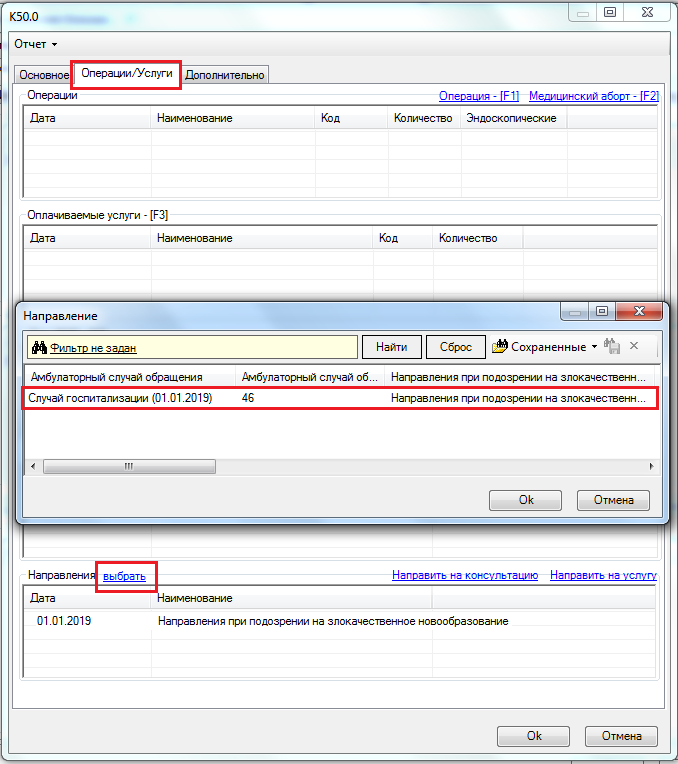 K50.0
Отчет
Основное Операции/Услуги Дополнительно
Операции Операция - [F1] Медицинский аборт - [F2]
Дата Наименование Код Количество Эндоскопические
Оплачиваемые услуги - [F3]
Дата Наименование Код Количество
Направление
Фильтр не задан Найти Сброс Сохраненные
Амбулаторный случай обращения Амбулаторный случай об... Направления при подозрении на злокачественн...
Случай госпитализации (01.01.2019) 46 Направления при подозрении на злокачественн...
Ok Отмена
Направления выбрать Направить на консультацию Направить на услугу
Дата Наименование
01.01.2019 Направления при подозрении на злокачественное новообразование
Ok Отмена